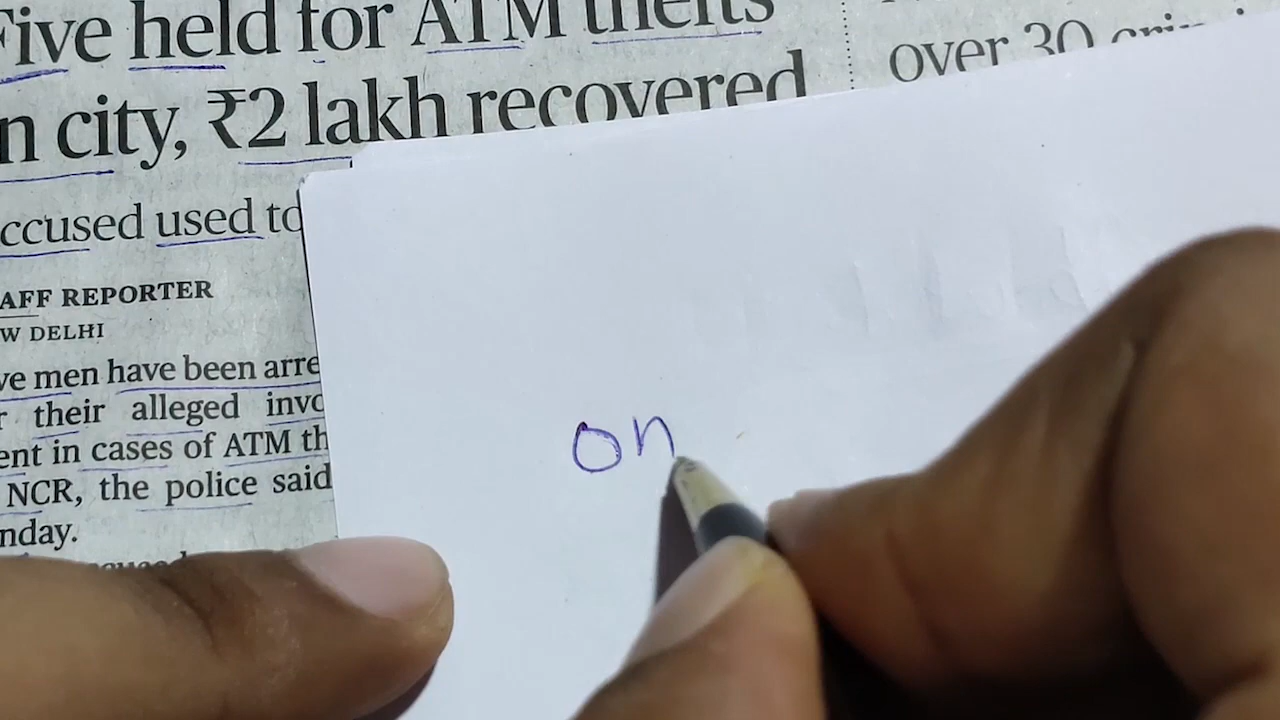 Five held for ATM thefts
n city, ₹2 lakh recovered
ccused used to
AFF REPORTER
W DELHI
ve men have been arre
r their alleged invo
ent in cases of ATM th
NCR, the police said
nday.
over 30
on